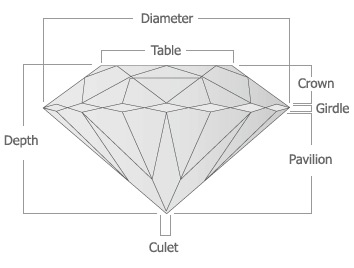 Diameter
Table
Crown
Girdle
Depth
Pavilion
Culet